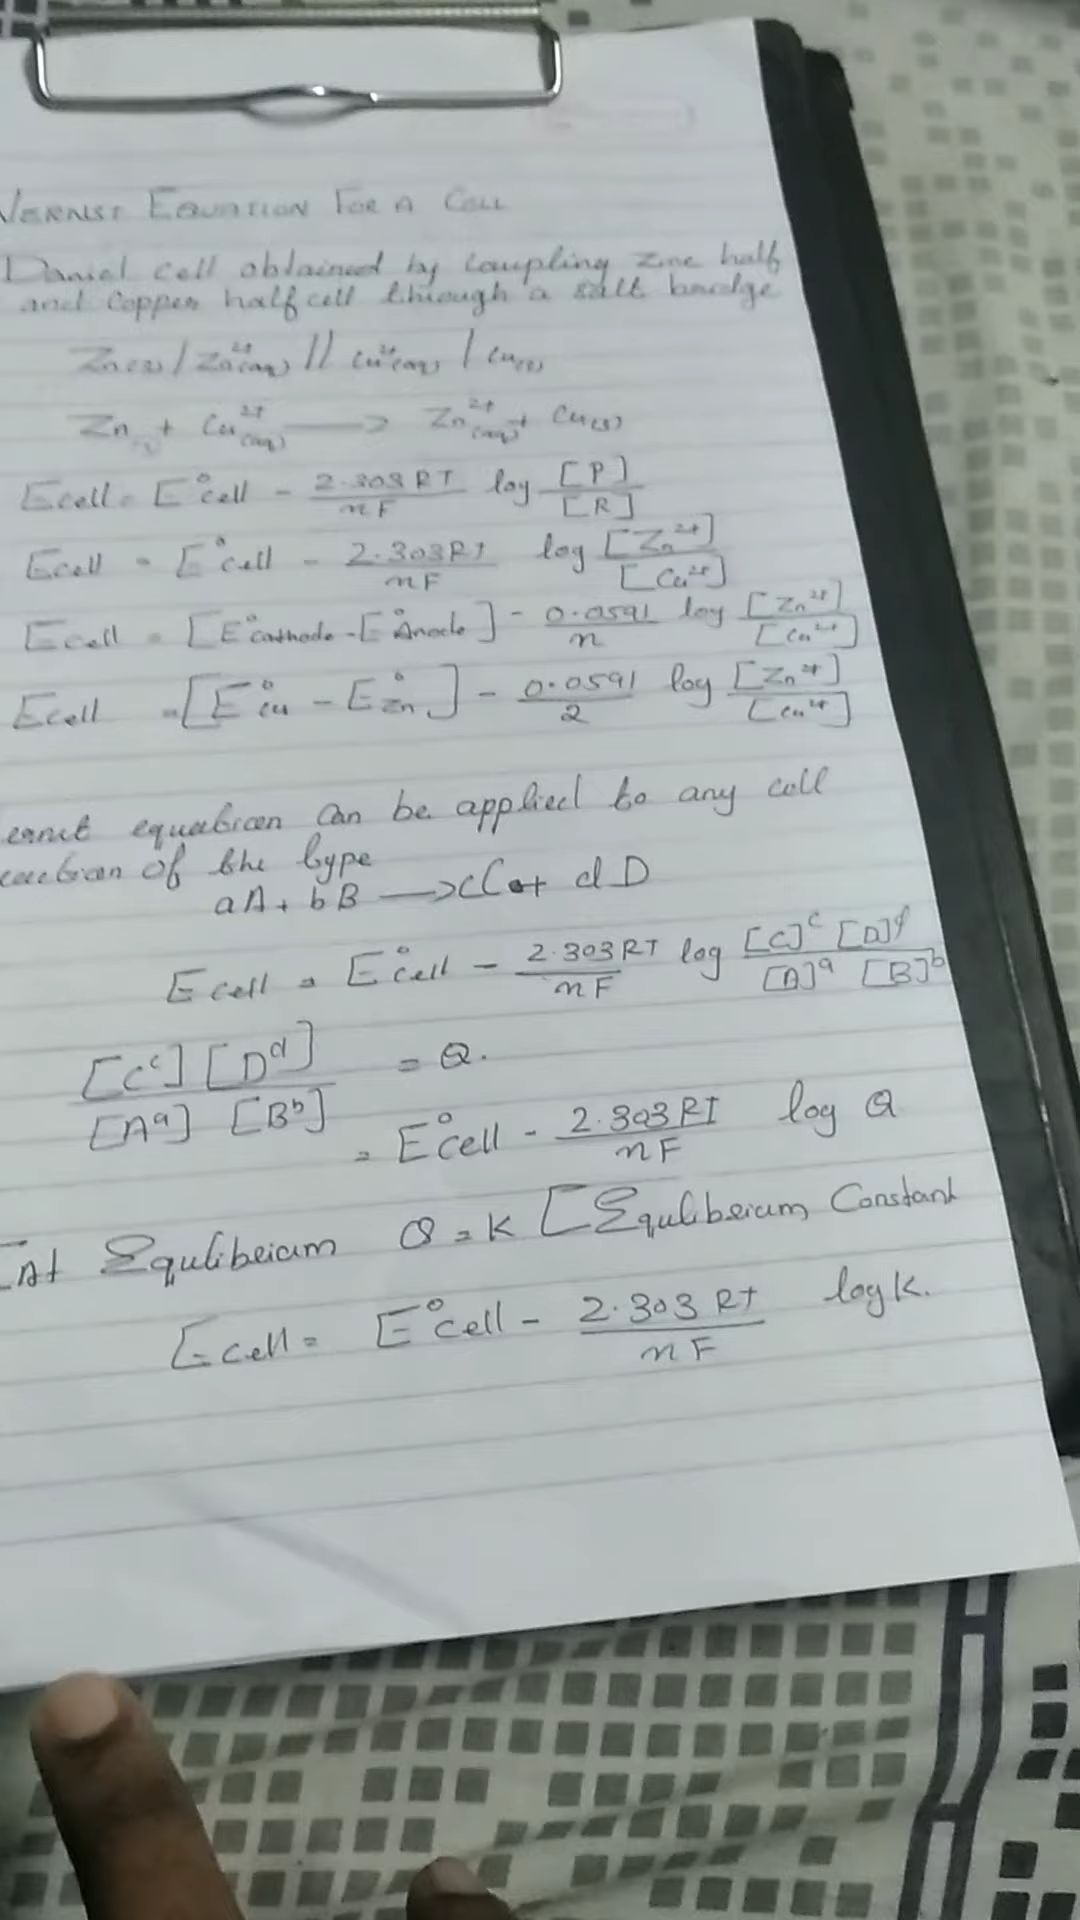 NERNST EQUATION FOR A CELL
Daniel cell obtained by coupling zinc half
and Copper half cell through a salt bridge
Zn(s) / Zn²⁺(aq) // Cu²⁺(aq) / Cu(s)
Zn + Cu²⁺(aq) ⟶ Zn²⁺(aq) + Cu(s)
Ecell = E°cell - 2.303RT/nF log [P]/[R]
Ecell = E°cell - 2.303RT/nF log [Zn²⁺]/[Cu²⁺]
Ecell = [E°cathode - E°Anode] - 0.0591/n log [Zn²⁺]/[Cu²⁺]
Ecell = [E°Cu - E°Zn] - 0.0591/2 log [Zn²⁺]/[Cu²⁺]
equation Can be applied to any cell
of the type
aA + bB ⟶ cC + dD
Ecell = E°cell - 2.303RT/nF log [C]ᶜ [D]ᵈ/[A]ᵃ [B]ᵇ
[Cᶜ] [Dᵈ]/[Aᵃ] [Bᵇ] = Q.
= E°cell - 2.303RT/nF log Q
At Equlibrium Q = K [Equlibrium Constant
Ecell = E°cell - 2.303RT/nF log K.